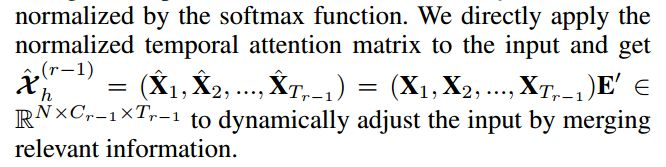 normalized by the softmax function. We directly apply the
normalized temporal attention matrix to the input and get
$\hat{\mathcal{X}}_h^{(r-1)} = (\hat{\mathbf{X}}_1, \hat{\mathbf{X}}_2, ..., \hat{\mathbf{X}}_{T_{r-1}}) = (\mathbf{X}_1, \mathbf{X}_2, ..., \mathbf{X}_{T_{r-1}})\mathbf{E}' \in$
$\mathbb{R}^{N \times C_{r-1} \times T_{r-1}}$ to dynamically adjust the input by merging
relevant information.